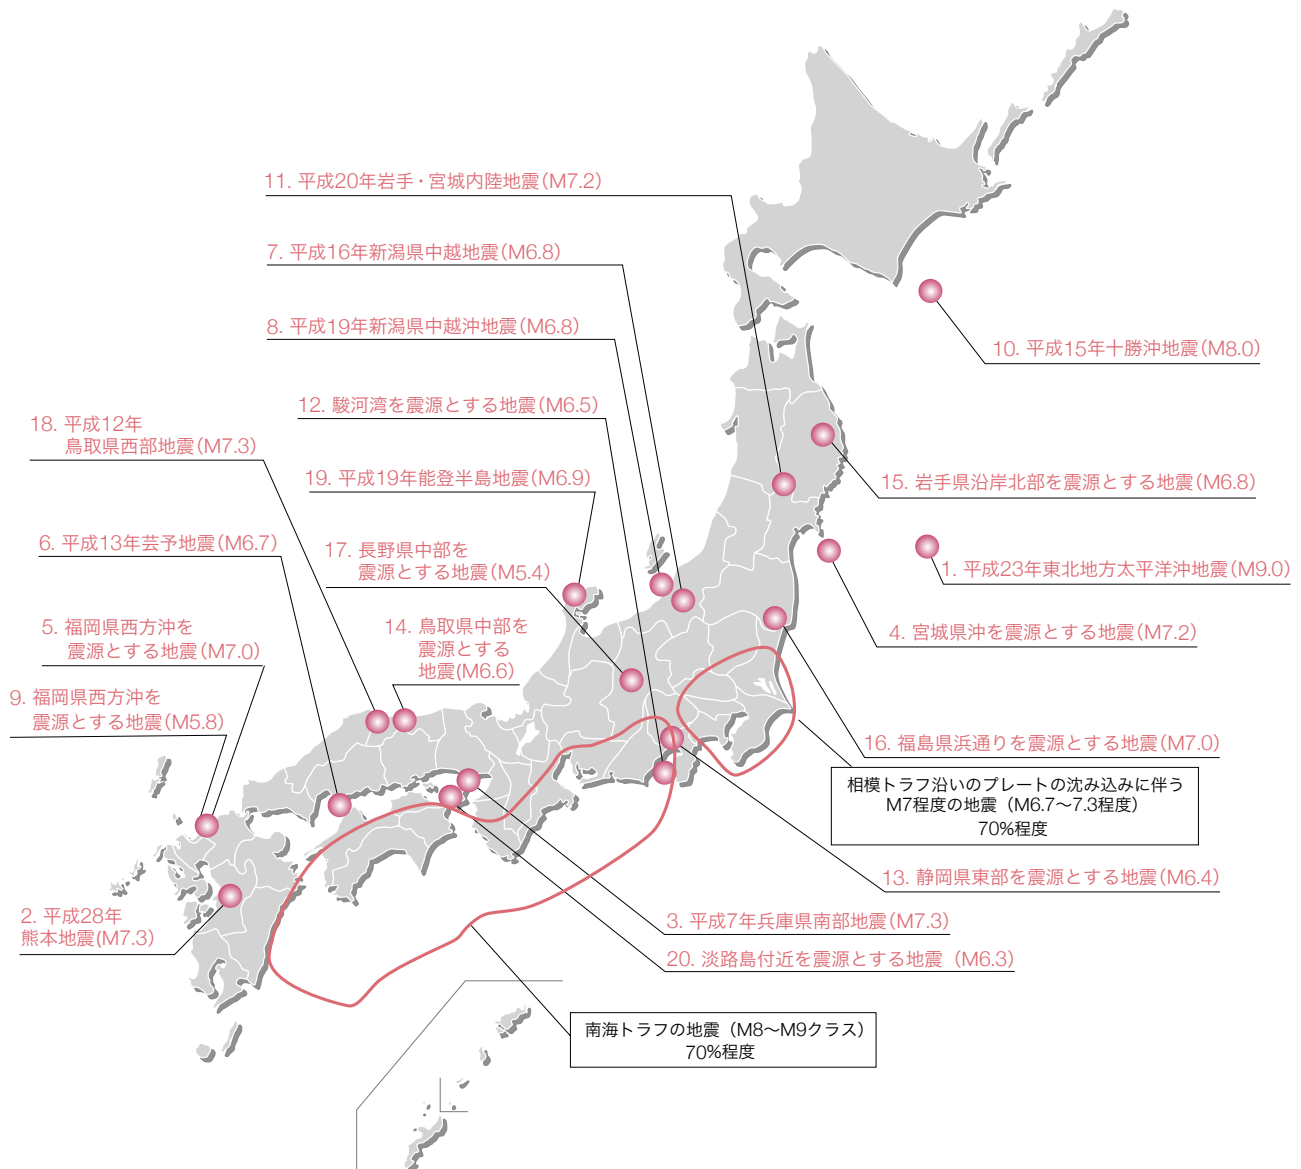 11. 平成20年岩手・宮城内陸地震(M7.2)
7. 平成16年新潟県中越地震(M6.8)
8. 平成19年新潟県中越沖地震(M6.8)
10. 平成15年十勝沖地震(M8.0)
12. 駿河湾を震源とする地震(M6.5)
18. 平成12年
鳥取県西部地震(M7.3)
19. 平成19年能登半島地震(M6.9)
15. 岩手県沿岸北部を震源とする地震(M6.8)
6. 平成13年芸予地震(M6.7)
17. 長野県中部を
震源とする地震(M5.4)
1. 平成23年東北地方太平洋沖地震(M9.0)
5. 福岡県西方沖を
震源とする地震(M7.0)
14. 鳥取県中部を
震源とする
地震(M6.6)
4. 宮城県沖を震源とする地震(M7.2)
9. 福岡県西方沖を
震源とする地震(M5.8)
16. 福島県浜通りを震源とする地震(M7.0)
相模トラフ沿いのプレートの沈み込みに伴う
M7程度の地震（M6.7〜7.3程度）
70%程度
13. 静岡県東部を震源とする地震(M6.4)
2. 平成28年
熊本地震(M7.3)
3. 平成7年兵庫県南部地震(M7.3)
20. 淡路島付近を震源とする地震（M6.3）
南海トラフの地震（M8〜M9クラス）
70%程度